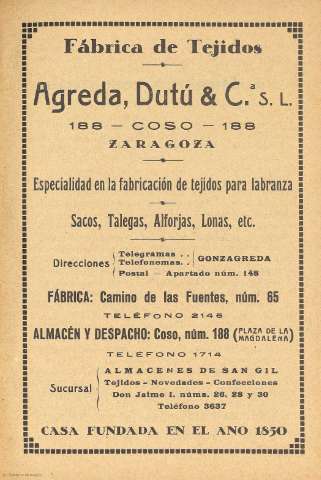 Fábrica de Tejidos
Agreda, Dutú & C.ª S. L.
188 — COSO — 188
ZARAGOZA
Especialidad en la fabricación de tejidos para labranza
Sacos, Talegas, Alforjas, Lonas, etc.
Direcciones
Telegramas . .
Telefonemas. .
GONZAGREDA
Postal — Apartado núm. 148
FÁBRICA: Camino de las Fuentes, núm. 65
TELÉFONO 2148
ALMACÉN Y DESPACHO: Coso, núm. 188 (PLAZA DE LA MAGDALENA)
TELÉFONO 1714
Sucursal
ALMACENES DE SAN GIL
Tejidos - Novedades - Confecciones
Don Jaime I. núms. 26, 28 y 30
Teléfono 3637
CASA FUNDADA EN EL AÑO 1850